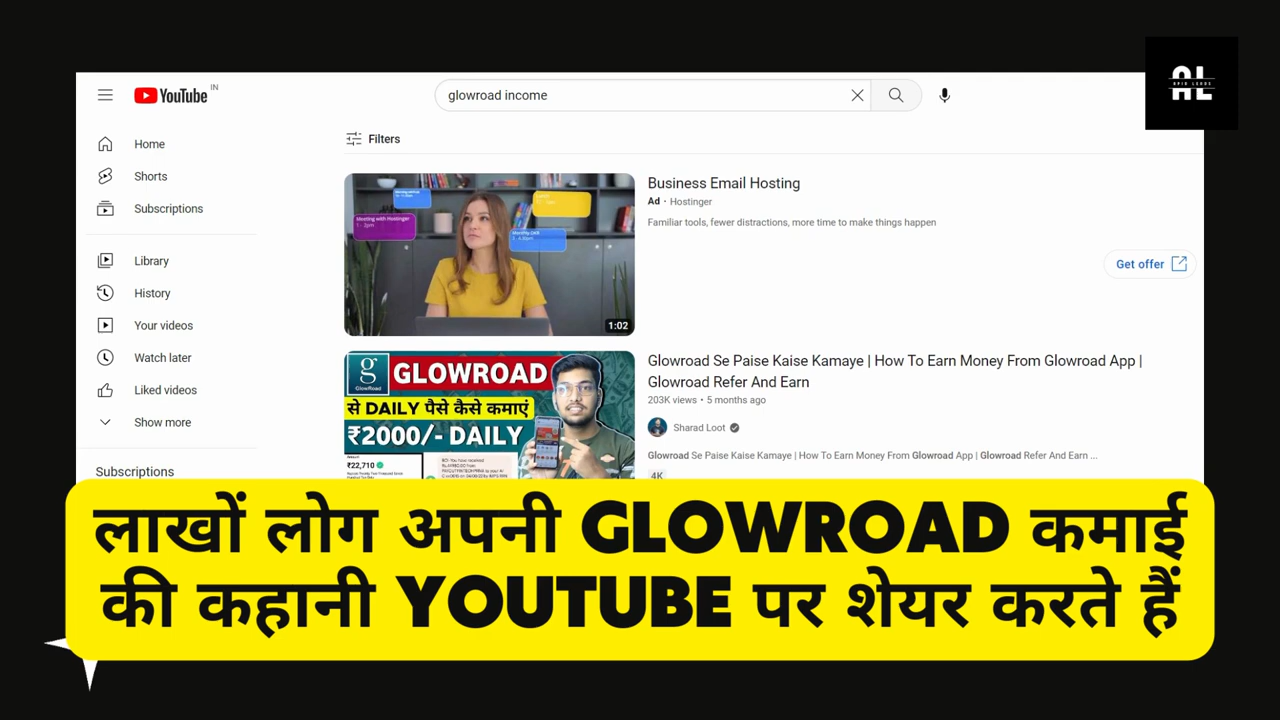 YouTube IN
glowroad income
AL
Home
Shorts
Subscriptions
Library
History
Your videos
Watch later
Liked videos
Show more
Subscriptions
Filters
1:02
Business Email Hosting
Ad · Hostinger
Familiar tools, fewer distractions, more time to make things happen
Get offer
g
GlowRoad
GLOWROAD
से DAILY पैसे कैसे कमाएं
₹2000/- DAILY
₹22,710
Glowroad Se Paise Kaise Kamaye | How To Earn Money From Glowroad App |
Glowroad Refer And Earn
203K views • 5 months ago
Sharad Loot
Glowroad Se Paise Kaise Kamaye | How To Earn Money From Glowroad App | Glowroad Refer And Earn ...
4K
लाखों लोग अपनी GLOWROAD कमाई
की कहानी YOUTUBE पर शेयर करते हैं